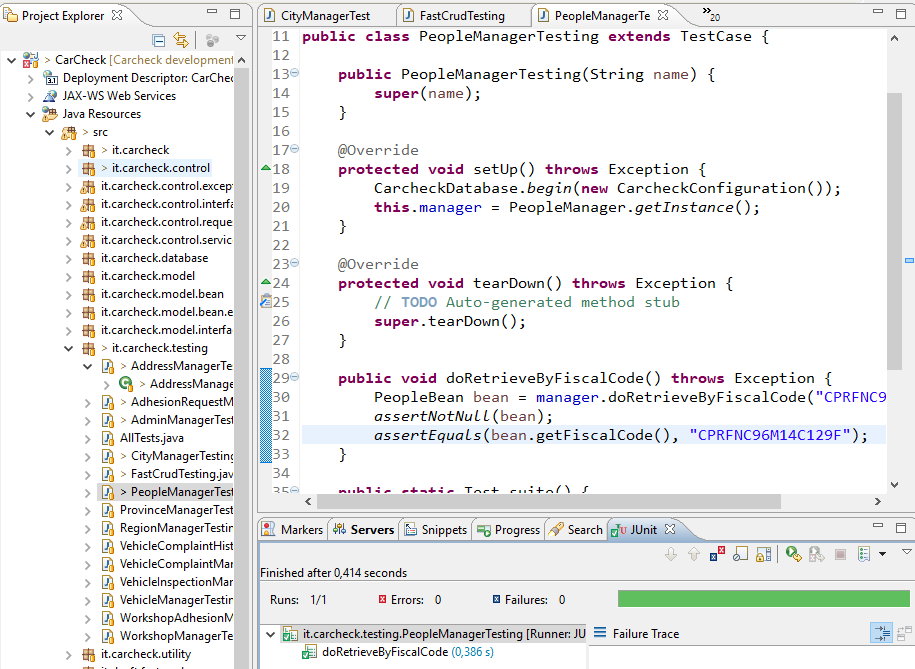 Project Explorer
> CarCheck [Carcheck development
Deployment Descriptor: CarChec
JAX-WS Web Services
Java Resources
> src
> it.carcheck
> it.carcheck.control
it.carcheck.control.except
it.carcheck.control.interfa
it.carcheck.control.reque
it.carcheck.control.servic
it.carcheck.database
it.carcheck.model
it.carcheck.model.bean
it.carcheck.model.bean.e
it.carcheck.model.interfa
> it.carcheck.testing
> AddressManagerTe
> AddressManage
> AdhesionRequestM
> AdminManagerTest
AllTests.java
> CityManagerTesting
> FastCrudTesting.jav
> PeopleManagerTest
ProvinceManagerTest
RegionManagerTestin
VehicleComplaintHist
VehicleComplaintMar
VehicleInspectionMar
VehicleManagerTestin
WorkshopAdhesionM
WorkshopManagerTe
it.carcheck.utility
CityManagerTest
FastCrudTesting
PeopleManagerTe
»20
11 public class PeopleManagerTesting extends TestCase {
12
13 public PeopleManagerTesting(String name) {
14 super(name);
15 }
16
17 @Override
18 protected void setUp() throws Exception {
19 CarcheckDatabase.begin(new CarcheckConfiguration());
20 this.manager = PeopleManager.getInstance();
21 }
22
23 @Override
24 protected void tearDown() throws Exception {
25 // TODO Auto-generated method stub
26 super.tearDown();
27 }
28
29 public void doRetrieveByFiscalCode() throws Exception {
30 PeopleBean bean = manager.doRetrieveByFiscalCode("CPRFNC9
31 assertNotNull(bean);
32 assertEquals(bean.getFiscalCode(), "CPRFNC96M14C129F");
33 }
34
35 public static Test suite() {
Markers
Servers
Snippets
Progress
Search
JUnit
Finished after 0,414 seconds
Runs: 1/1
Errors: 0
Failures: 0
it.carcheck.testing.PeopleManagerTesting [Runner: JU
doRetrieveByFiscalCode (0,386 s)
Failure Trace